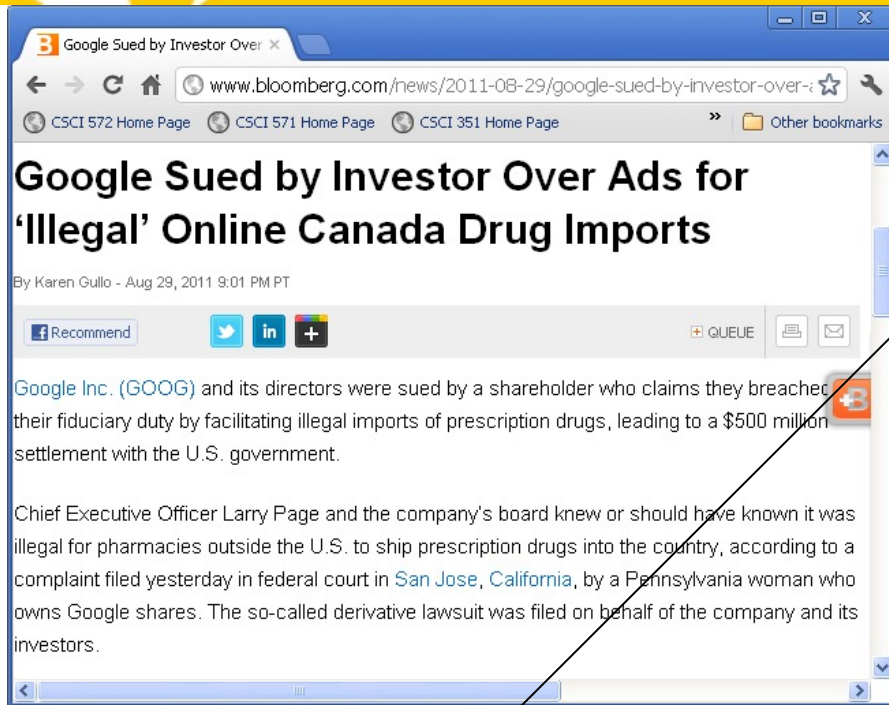 Google Sued by Investor Over
www.bloomberg.com/news/2011-08-29/google-sued-by-investor-over-
CSCI 572 Home Page CSCI 571 Home Page CSCI 351 Home Page » Other bookmarks
Google Sued by Investor Over Ads for
‘Illegal’ Online Canada Drug Imports
By Karen Gullo - Aug 29, 2011 9:01 PM PT
Recommend in + QUEUE
Google Inc. (GOOG) and its directors were sued by a shareholder who claims they breached
their fiduciary duty by facilitating illegal imports of prescription drugs, leading to a $500 million
settlement with the U.S. government.
Chief Executive Officer Larry Page and the company's board knew or should have known it was
illegal for pharmacies outside the U.S. to ship prescription drugs into the country, according to a
complaint filed yesterday in federal court in San Jose, California, by a Pennsylvania woman who
owns Google shares. The so-called derivative lawsuit was filed on behalf of the company and its
investors.